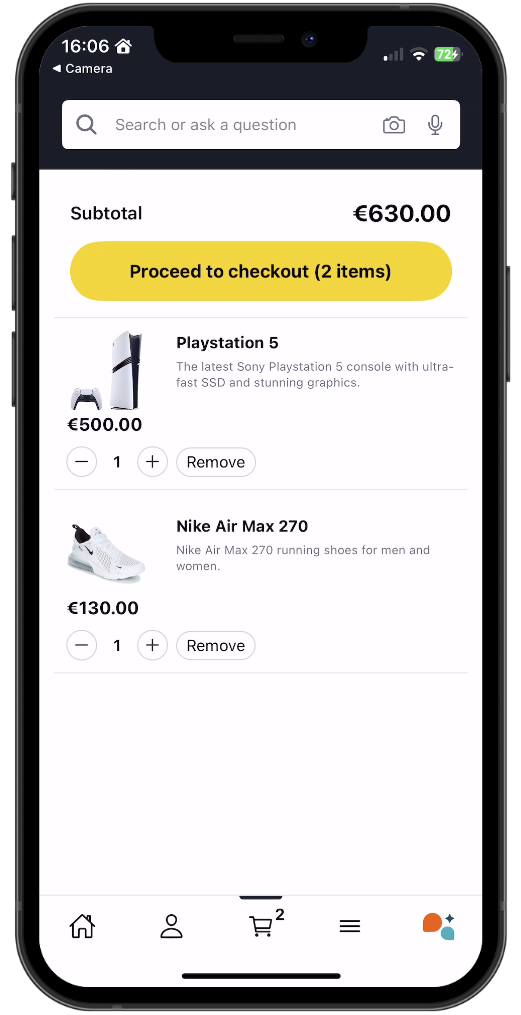 16:06
◀ Camera
72
Search or ask a question
Subtotal
€630.00
Proceed to checkout (2 items)
Playstation 5
The latest Sony Playstation 5 console with ultra-
fast SSD and stunning graphics.
€500.00
1
Remove
Nike Air Max 270
Nike Air Max 270 running shoes for men and
women.
€130.00
1
Remove
2